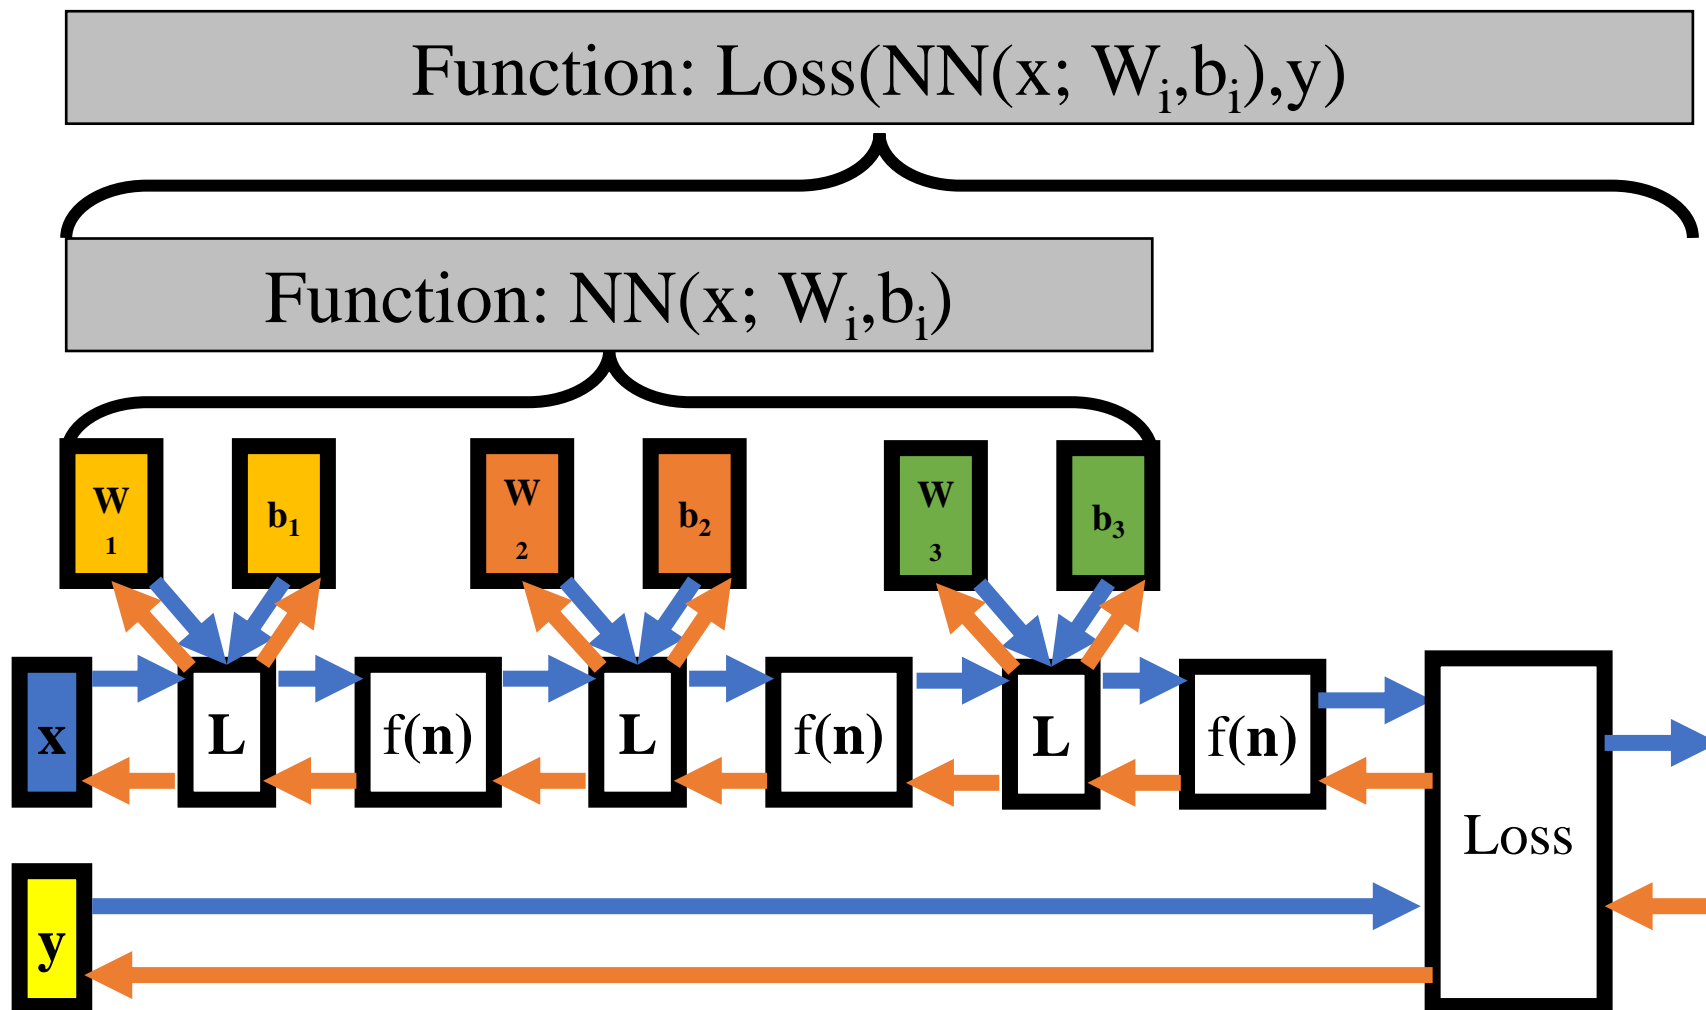 Function: Loss(NN(x; Wi,bi),y)
Function: NN(x; Wi,bi)
W
1
b1
W
2
b2
W
3
b3
x
L
f(n)
L
f(n)
L
f(n)
Loss
y